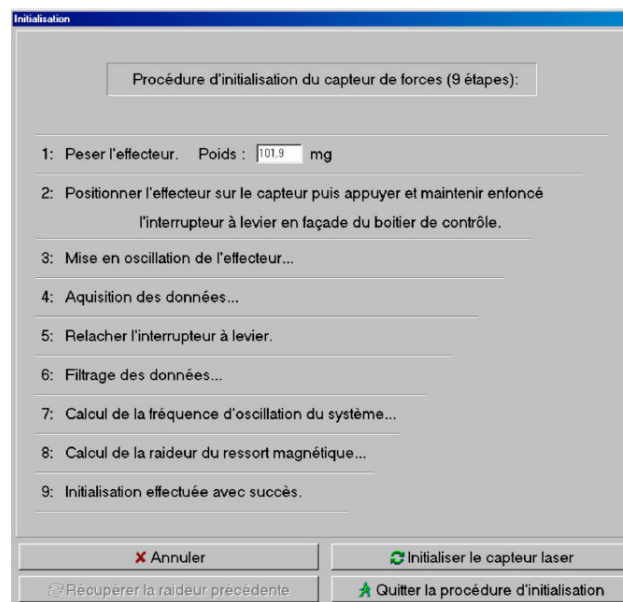 Initialisation
Procédure d'initialisation du capteur de forces (9 étapes):
1: Peser l'effecteur. Poids : 101,9 mg
2: Positionner l'effecteur sur le capteur puis appuyer et maintenir enfoncé
l'interrupteur à levier en façade du boitier de contrôle.
3: Mise en oscillation de l'effecteur...
4: Aquisition des données...
5: Relacher l'interrupteur à levier.
6: Filtrage des données...
7: Calcul de la fréquence d'oscillation du système...
8: Calcul de la raideur du ressort magnétique...
9: Initialisation effectuée avec succès.
Annuler
Initialiser le capteur laser
Récupérer la raideur précédente
Quitter la procédure d'initialisation